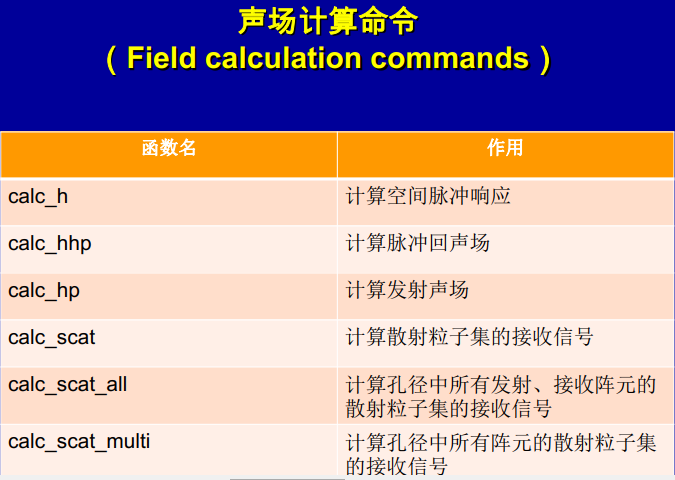 声场计算命令
（Field calculation commands）
函数名 作用
calc_h 计算空间脉冲响应
calc_hhp 计算脉冲回声场
calc_hp 计算发射声场
calc_scat 计算散射粒子集的接收信号
calc_scat_all 计算孔径中所有发射、接收阵元的
散射粒子集的接收信号
calc_scat_multi 计算孔径中所有阵元的散射粒子集
的接收信号